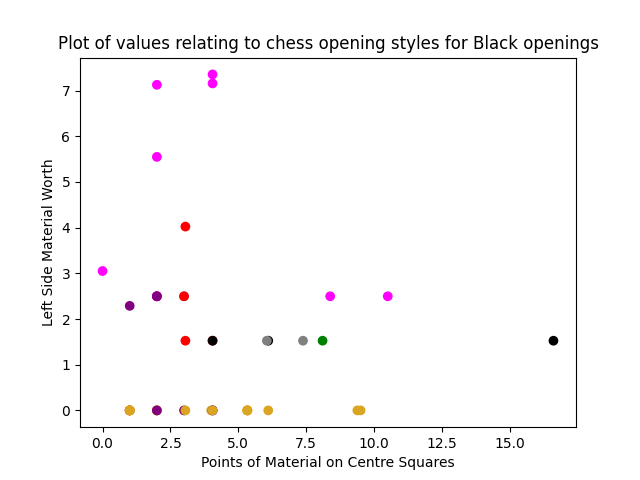 Plot of values relating to chess opening styles for Black openings
7
6
5
4
3
2
1
0
Left Side Material Worth
0.0 2.5 5.0 7.5 10.0 12.5 15.0
Points of Material on Centre Squares